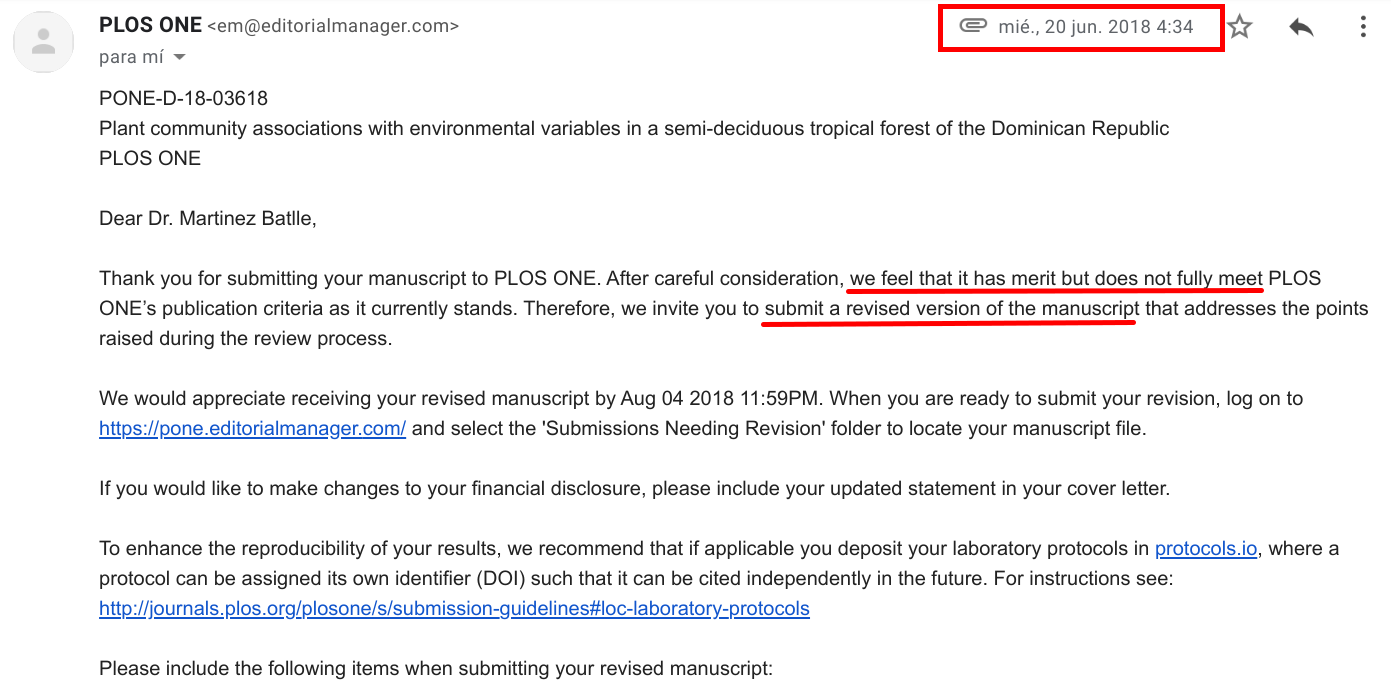 PLOS ONE <em@editorialmanager.com>
mié., 20 jun. 2018 4:34
para mí
PONE-D-18-03618
Plant community associations with environmental variables in a semi-deciduous tropical forest of the Dominican Republic
PLOS ONE
Dear Dr. Martinez Batlle,
Thank you for submitting your manuscript to PLOS ONE. After careful consideration, we feel that it has merit but does not fully meet PLOS
ONE’s publication criteria as it currently stands. Therefore, we invite you to submit a revised version of the manuscript that addresses the points
raised during the review process.
We would appreciate receiving your revised manuscript by Aug 04 2018 11:59PM. When you are ready to submit your revision, log on to
https://pone.editorialmanager.com/ and select the 'Submissions Needing Revision' folder to locate your manuscript file.
If you would like to make changes to your financial disclosure, please include your updated statement in your cover letter.
To enhance the reproducibility of your results, we recommend that if applicable you deposit your laboratory protocols in protocols.io, where a
protocol can be assigned its own identifier (DOI) such that it can be cited independently in the future. For instructions see:
http://journals.plos.org/plosone/s/submission-guidelines#loc-laboratory-protocols
Please include the following items when submitting your revised manuscript: